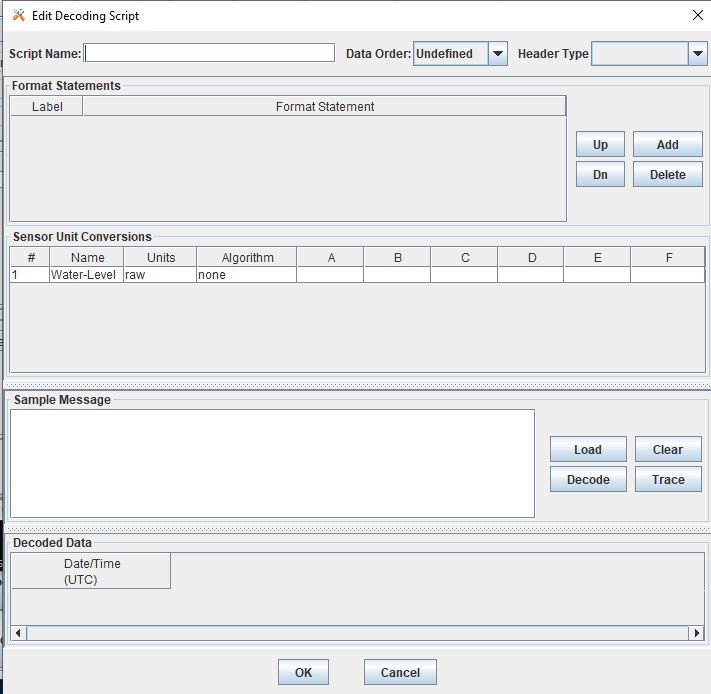 Edit Decoding Script
Script Name: Data Order: Undefined Header Type
Format Statements
Label Format Statement
Up Add
Dn Delete
Sensor Unit Conversions
# Name Units Algorithm A B C D E F
1 Water-Level raw none
Sample Message
Load Clear
Decode Trace
Decoded Data
Date/Time
(UTC)
OK Cancel